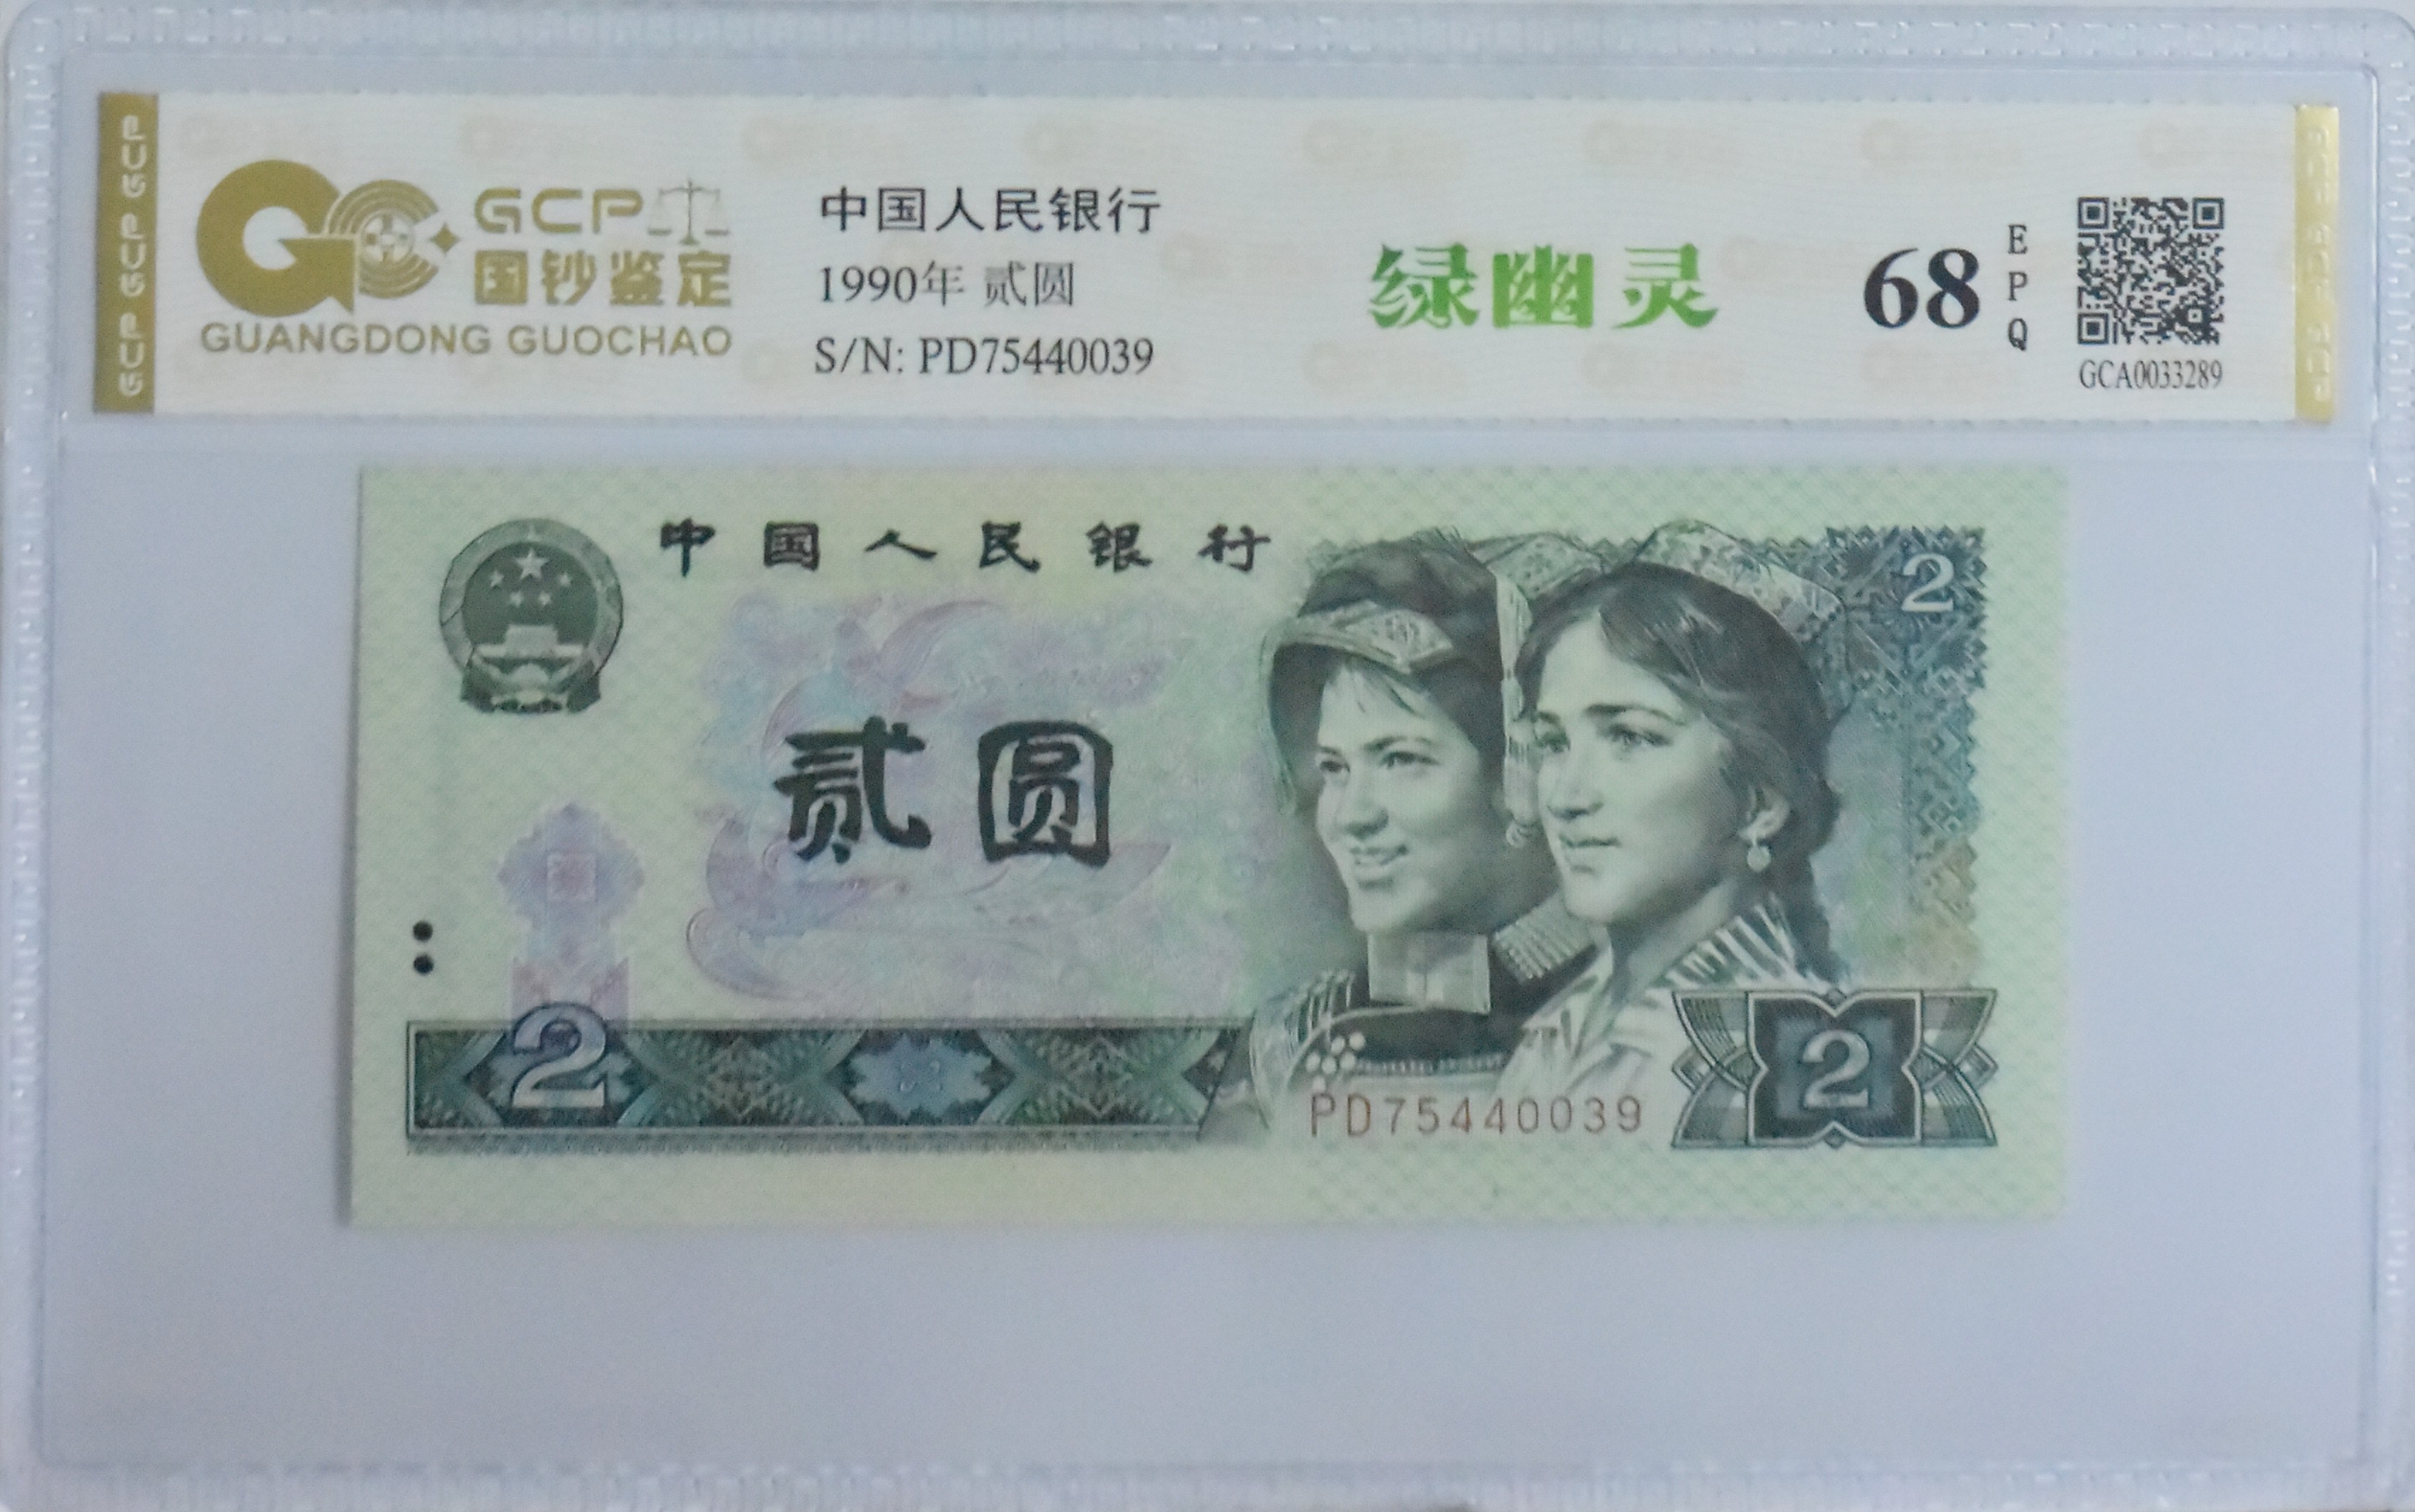 GCP GCP GCP
GCP
国钞鉴定
GUANGDONG GUOCHAO
中国人民银行
1990年 贰圆
S/N: PD75440039
绿幽灵
68
E
P
Q
GCA0033289
中国人民银行
2
贰圆
2
PD75440039
2